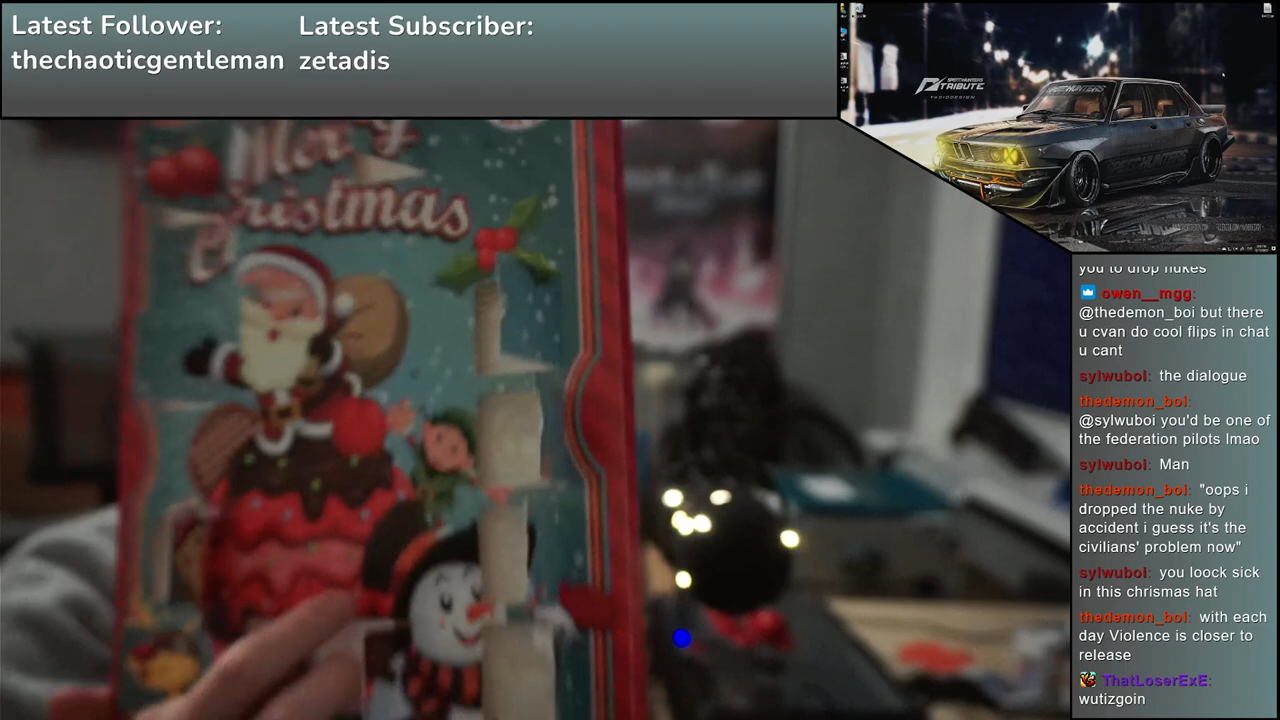 Latest Follower:
thechaoticgentleman
Latest Subscriber:
zetadis
TRIBUTE
Merry
Christmas
you to drop nukes
owen__mgg:
@thedemon_boi but there
u cvan do cool flips in chat
u cant
sylwuboi: the dialogue
thedemon_boi:
@sylwuboi you'd be one of
the federation pilots lmao
sylwuboi: Man
thedemon_boi: "oops i
dropped the nuke by
accident i guess it's the
civilians' problem now"
sylwuboi: you loock sick
in this chrismas hat
thedemon_boi: with each
day Violence is closer to
release
ThatLoserExE:
wutizgoin